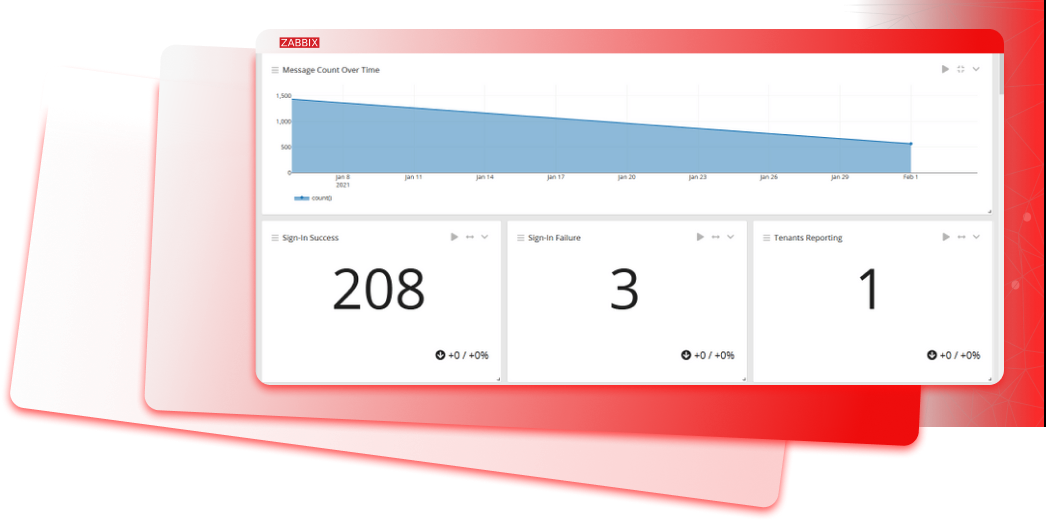 ZABBIX
Message Count Over Time
1,500
1,000
500
0
Jan 8 Jan 11 Jan 14 Jan 17 Jan 20 Jan 23 Jan 26 Jan 29 Feb 1
2021
count()
Sign-In Success Sign-In Failure Tenants Reporting
208 3 1
+0 / +0% +0 / +0% +0 / +0%